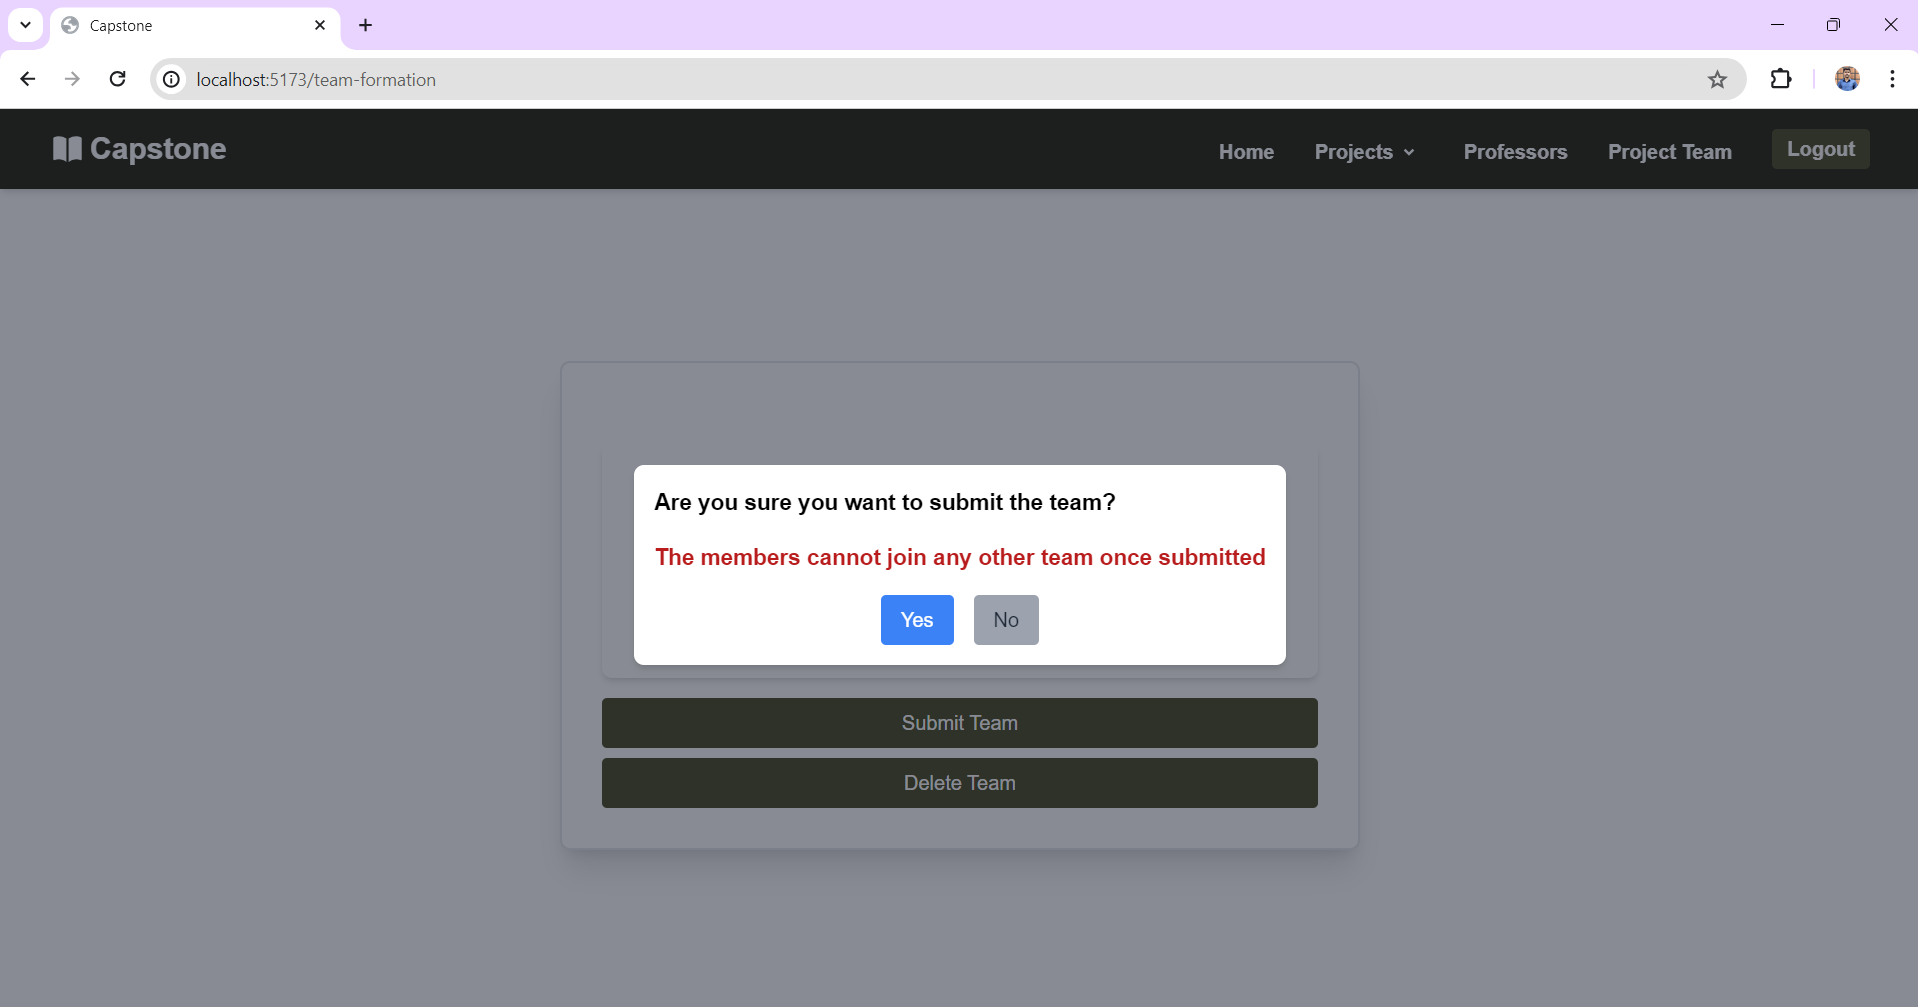 Capstone
localhost:5173/team-formation
Capstone
Home Projects Professors Project Team Logout
Are you sure you want to submit the team?
The members cannot join any other team once submitted
Yes No
Submit Team
Delete Team